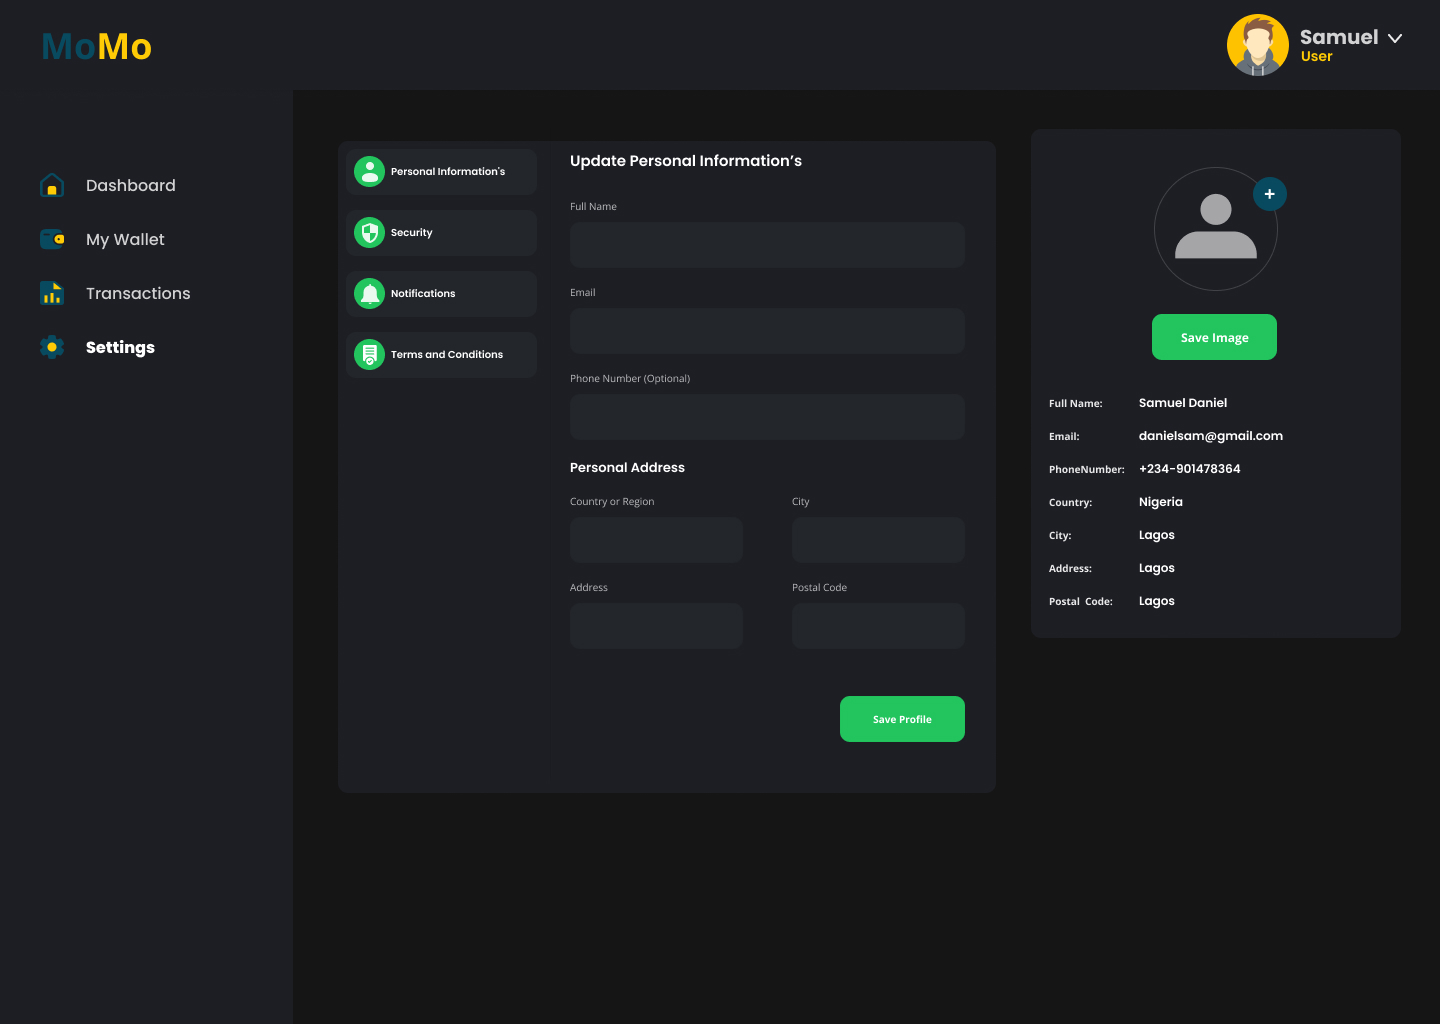 MoMo
Samuel
User
Dashboard
My Wallet
Transactions
Settings
Personal Information's
Security
Notifications
Terms and Conditions
Update Personal Information’s
Full Name
Email
Phone Number (Optional)
Personal Address
Country or Region City
Address Postal Code
Save Profile
+
Save Image
Full Name: Samuel Daniel
Email: danielsam@gmail.com
PhoneNumber: +234-901478364
Country: Nigeria
City: Lagos
Address: Lagos
Postal Code: Lagos